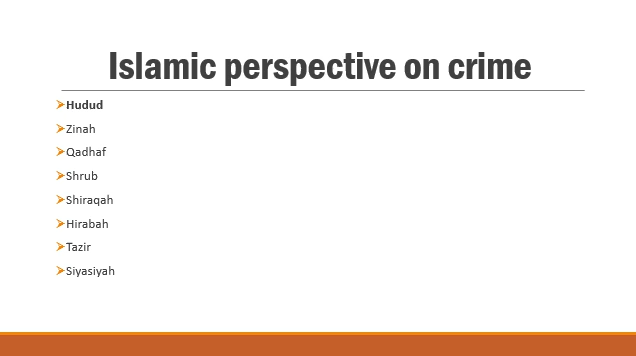 Islamic perspective on crime
Hudud
Zinah
Qadhaf
Shrub
Shiraqah
Hirabah
Tazir
Siyasiyah